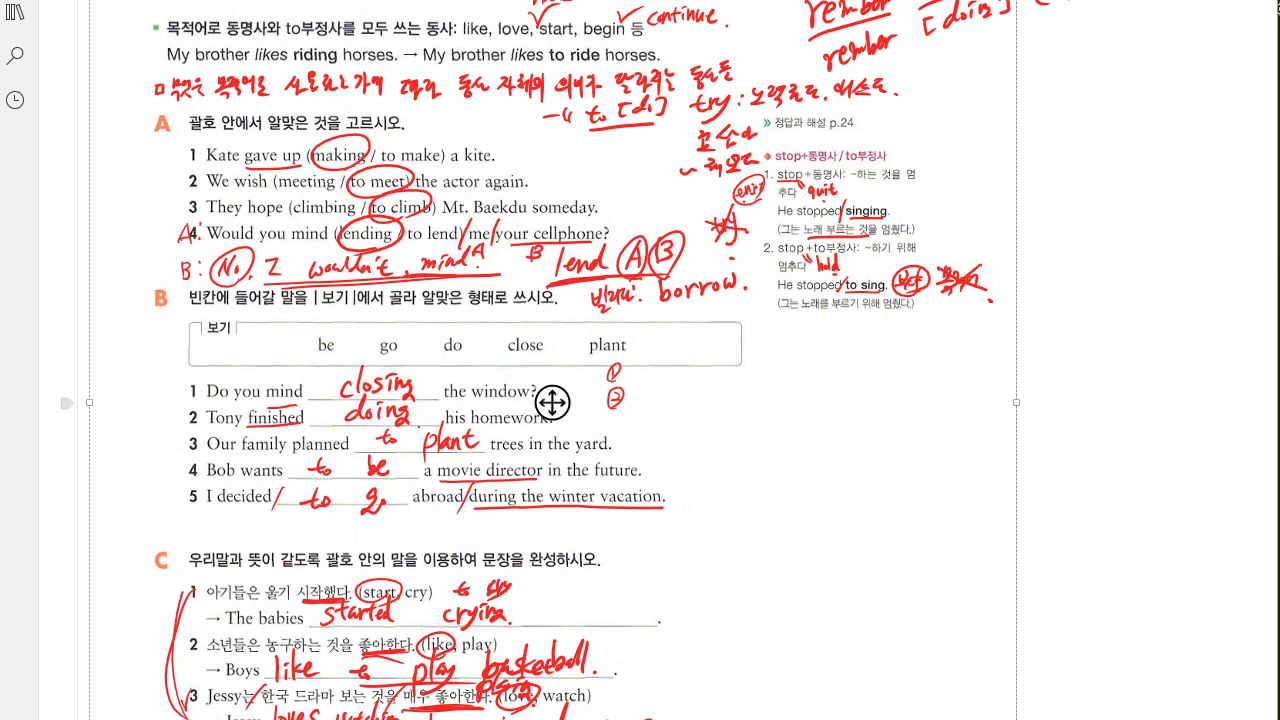 continue.
▪ 목적어로 동명사와 to부정사를 모두 쓰는 동사: like, love, start, begin 등
My brother likes riding horses. → My brother likes to ride horses.
rember
[doing]
rember
to [do]
try : 노력하다.
A 괄호 안에서 알맞은 것을 고르시오.
1 Kate gave up (making / to make) a kite.
2 We wish (meeting / to meet) the actor again.
3 They hope (climbing / to climb) Mt. Baekdu someday.
A: 4 Would you mind (lending / to lend) me your cellphone?
B: No. I wouldn't. mind. A B lend A B
빌리다. borrow.
» 정답과 해설 p.24
stop+동명사/to부정사
1. stop+동명사: ~하는 것을 멈
추다 quit
He stopped singing.
(그는 노래 부르는 것을 멈췄다.)
2. stop+to부정사: ~하기 위해
멈추다 hold
He stopped to sing.
(그는 노래를 부르기 위해 멈췄다.)
B 빈칸에 들어갈 말을 |보기|에서 골라 알맞은 형태로 쓰시오.
보기
be go do close plant
1 Do you mind closing the window?
2 Tony finished doing his homework.
3 Our family planned to plant trees in the yard.
4 Bob wants to be a movie director in the future.
5 I decided to go abroad during the winter vacation.
① 
②
C 우리말과 뜻이 같도록 괄호 안의 말을 이용하여 문장을 완성하시오.
1 아기들은 울기 시작했다. (start, cry) to cry
→ The babies started crying.
2 소년들은 농구하는 것을 좋아한다. (like, play)
→ Boys like to play basketball.
playing
3 Jessy는 한국 드라마 보는 것을 매우 좋아한다. (love, watch)
loves watching